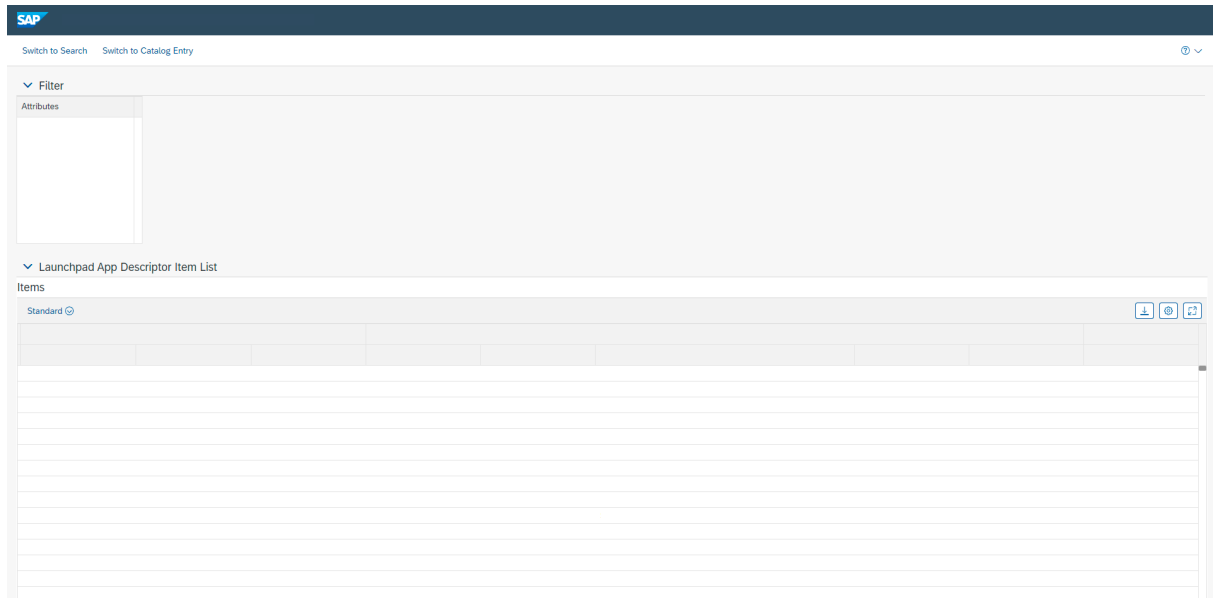 SAP
Switch to Search Switch to Catalog Entry
Filter
Attributes
Launchpad App Descriptor Item List
Items
Standard